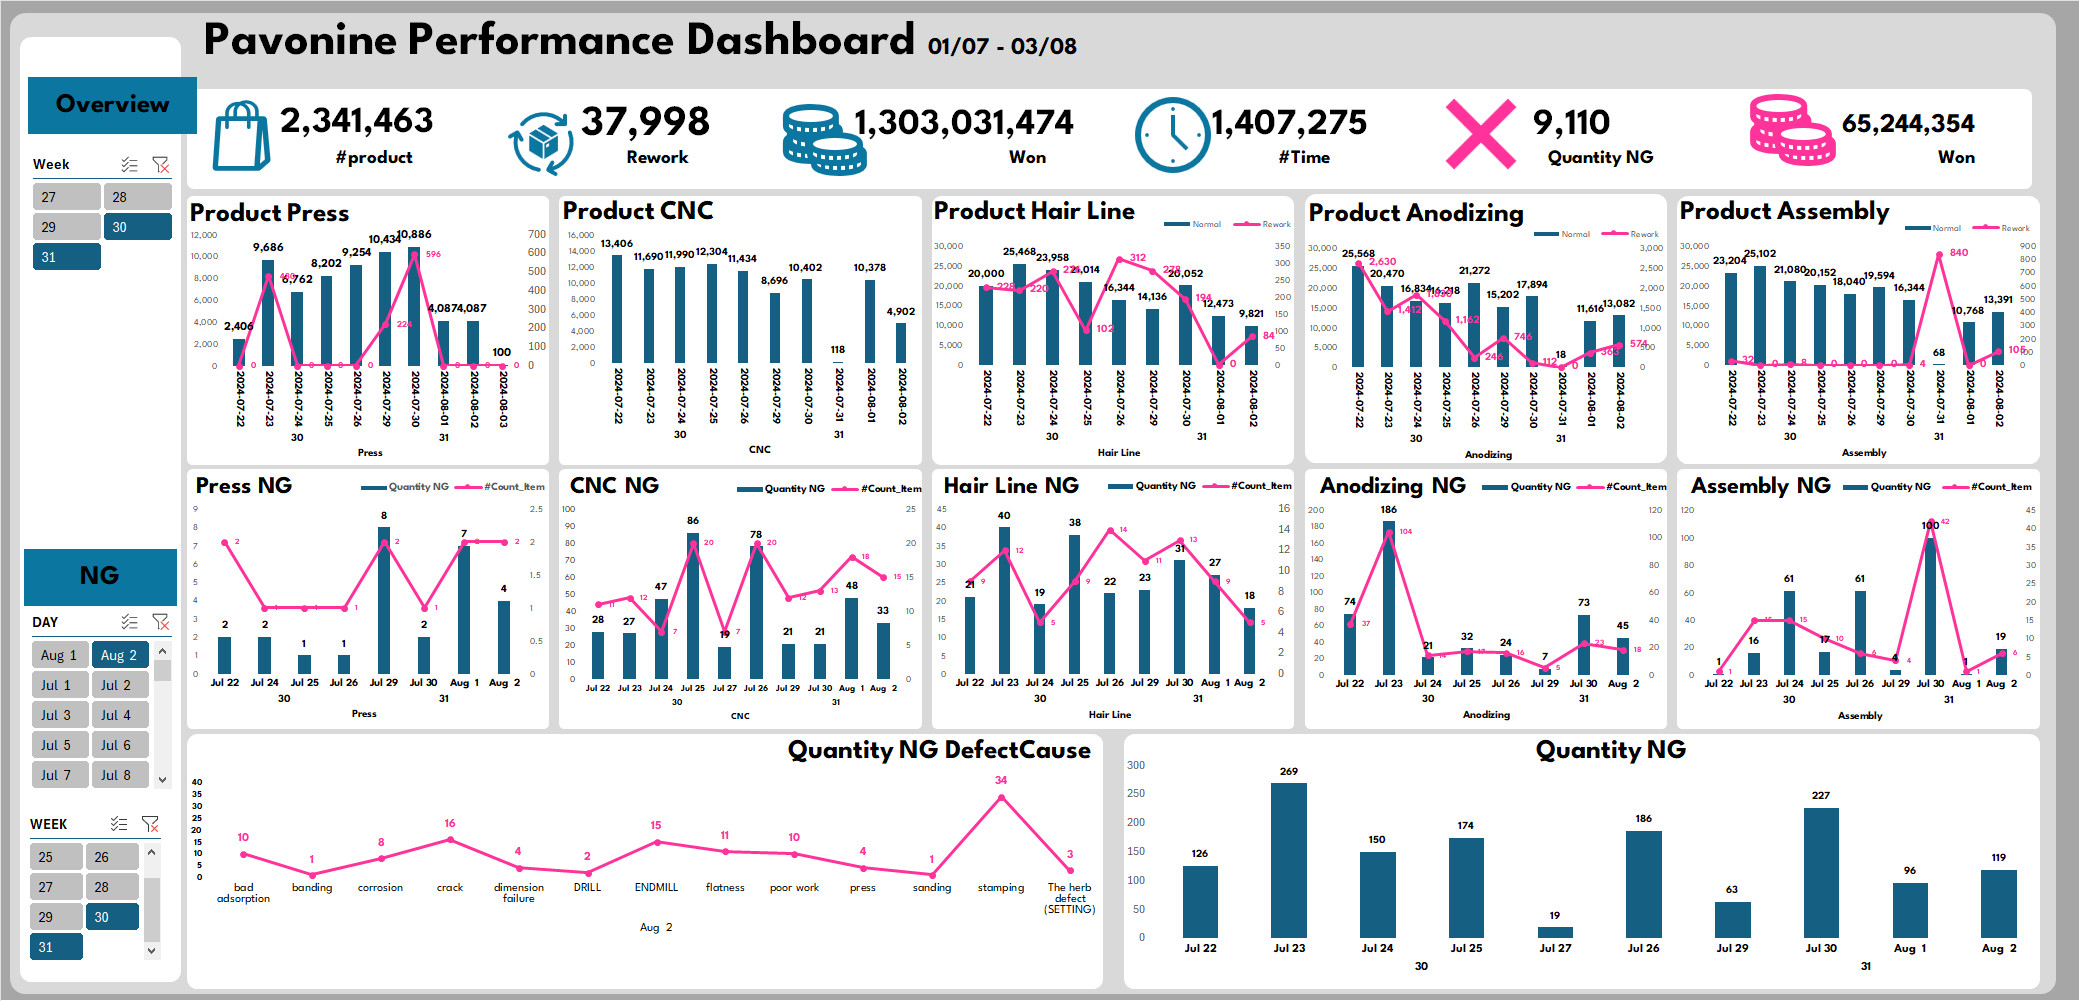 Pavonine Performance Dashboard 01/07 - 03/08
Overview
2,341,463
#product
37,998
Rework
1,303,031,474
Won
1,407,275
#Time
9,110
Quantity NG
65,244,354
Won
Week
27 28
29 30
31
NG
DAY
Aug 1 Aug 2
Jul 1 Jul 2
Jul 3 Jul 4
Jul 5 Jul 6
Jul 7 Jul 8
WEEK
25 26
27 28
29 30
31
Product Press
12,000 10,000 8,000 6,000 4,000 2,000 0
700 600 500 400 300 200 100 0
2,406 9,686 6,762 8,202 9,254 10,434 10,886 4,087 4,087 100
0 0 0 0 0 224 596 0 0 0
2024-07-22 2024-07-23 2024-07-24 2024-07-25 2024-07-26 2024-07-29 2024-07-30 2024-08-01 2024-08-02 2024-08-03
30 31
Press
Product CNC
16,000 14,000 12,000 10,000 8,000 6,000 4,000 2,000 0
13,406 11,690 11,990 12,304 11,434 8,696 10,402 118 10,378 4,902
2024-07-22 2024-07-23 2024-07-24 2024-07-25 2024-07-26 2024-07-29 2024-07-30 2024-07-31 2024-08-01 2024-08-02
30 31
CNC
Product Hair Line
Normal Rework
30,000 25,000 20,000 15,000 10,000 5,000 0
350 300 250 200 150 100 50 0
20,000 25,468 23,958 21,014 16,344 14,136 20,052 12,473 9,821
220 102 312 194 0 84
2024-07-22 2024-07-23 2024-07-24 2024-07-25 2024-07-26 2024-07-29 2024-07-30 2024-08-01 2024-08-02
30 31
Hair Line
Product Anodizing
Normal Rework
30,000 25,000 20,000 15,000 10,000 5,000 0
3,000 2,500 2,000 1,500 1,000 500 0
25,568 20,470 16,834 16,218 21,272 15,202 17,894 18 11,616 13,082
2,630 1,412 1,162 246 746 112 0 363 574
2024-07-22 2024-07-23 2024-07-24 2024-07-25 2024-07-26 2024-07-29 2024-07-30 2024-07-31 2024-08-01 2024-08-02
30 31
Anodizing
Product Assembly
Normal Rework
30,000 25,000 20,000 15,000 10,000 5,000 0
900 800 700 600 500 400 300 200 100 0
23,204 25,102 21,080 20,152 18,040 19,594 16,344 68 10,768 13,391
32 0 8 0 0 0 4 840 0 105
2024-07-22 2024-07-23 2024-07-24 2024-07-25 2024-07-26 2024-07-29 2024-07-30 2024-07-31 2024-08-01 2024-08-02
30 31
Assembly
Press NG
Quantity NG #Count_Item
9 8 7 6 5 4 3 2 1 0
2.5 2 1.5 1 0.5 0
2 2 1 1 8 2 7 4
2 1 1 1 2 1 2 2
Jul 22 Jul 24 Jul 25 Jul 26 Jul 29 Jul 30 Aug 1 Aug 2
30 31
Press
CNC NG
Quantity NG #Count_Item
100 90 80 70 60 50 40 30 20 10 0
25 20 15 10 5 0
28 27 47 86 19 78 21 21 48 33
11 12 7 20 7 20 12 13 18 15
Jul 22 Jul 23 Jul 24 Jul 25 Jul 27 Jul 26 Jul 29 Jul 30 Aug 1 Aug 2
30 31
CNC
Hair Line NG
Quantity NG #Count_Item
45 40 35 30 25 20 15 10 5 0
16 14 12 10 8 6 4 2 0
21 40 19 38 22 23 31 27 18
9 12 5 9 14 11 13 9 5
Jul 22 Jul 23 Jul 24 Jul 25 Jul 26 Jul 29 Jul 30 Aug 1 Aug 2
30 31
Hair Line
Anodizing NG
Quantity NG #Count_Item
200 180 160 140 120 100 80 60 40 20 0
120 100 80 60 40 20 0
74 186 21 32 24 7 73 45
37 104 14 17 16 5 23 18
Jul 22 Jul 23 Jul 24 Jul 25 Jul 26 Jul 29 Jul 30 Aug 2
30 31
Anodizing
Assembly NG
Quantity NG #Count_Item
120 100 80 60 40 20 0
45 40 35 30 25 20 15 10 5 0
1 16 61 17 61 4 100 1 19
1 15 15 10 6 4 42 1 6
Jul 22 Jul 23 Jul 24 Jul 25 Jul 26 Jul 29 Jul 30 Aug 1 Aug 2
30 31
Assembly
Quantity NG DefectCause
40 35 30 25 20 15 10 5 0
10 1 8 16 4 2 15 11 10 4 1 34 3
bad adsorption banding corrosion crack dimension failure DRILL ENDMILL flatness poor work press sanding stamping The herb defect (SETTING)
Aug 2
Quantity NG
300 250 200 150 100 50 0
126 269 150 174 19 186 63 227 96 119
Jul 22 Jul 23 Jul 24 Jul 25 Jul 27 Jul 26 Jul 29 Jul 30 Aug 1 Aug 2
30 31